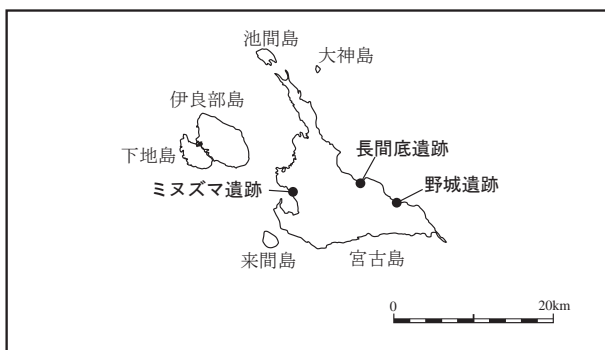 池間島
大神島
伊良部島
下地島
長間底遺跡
ミヌズマ遺跡
野城遺跡
来間島
宮古島
0
20km